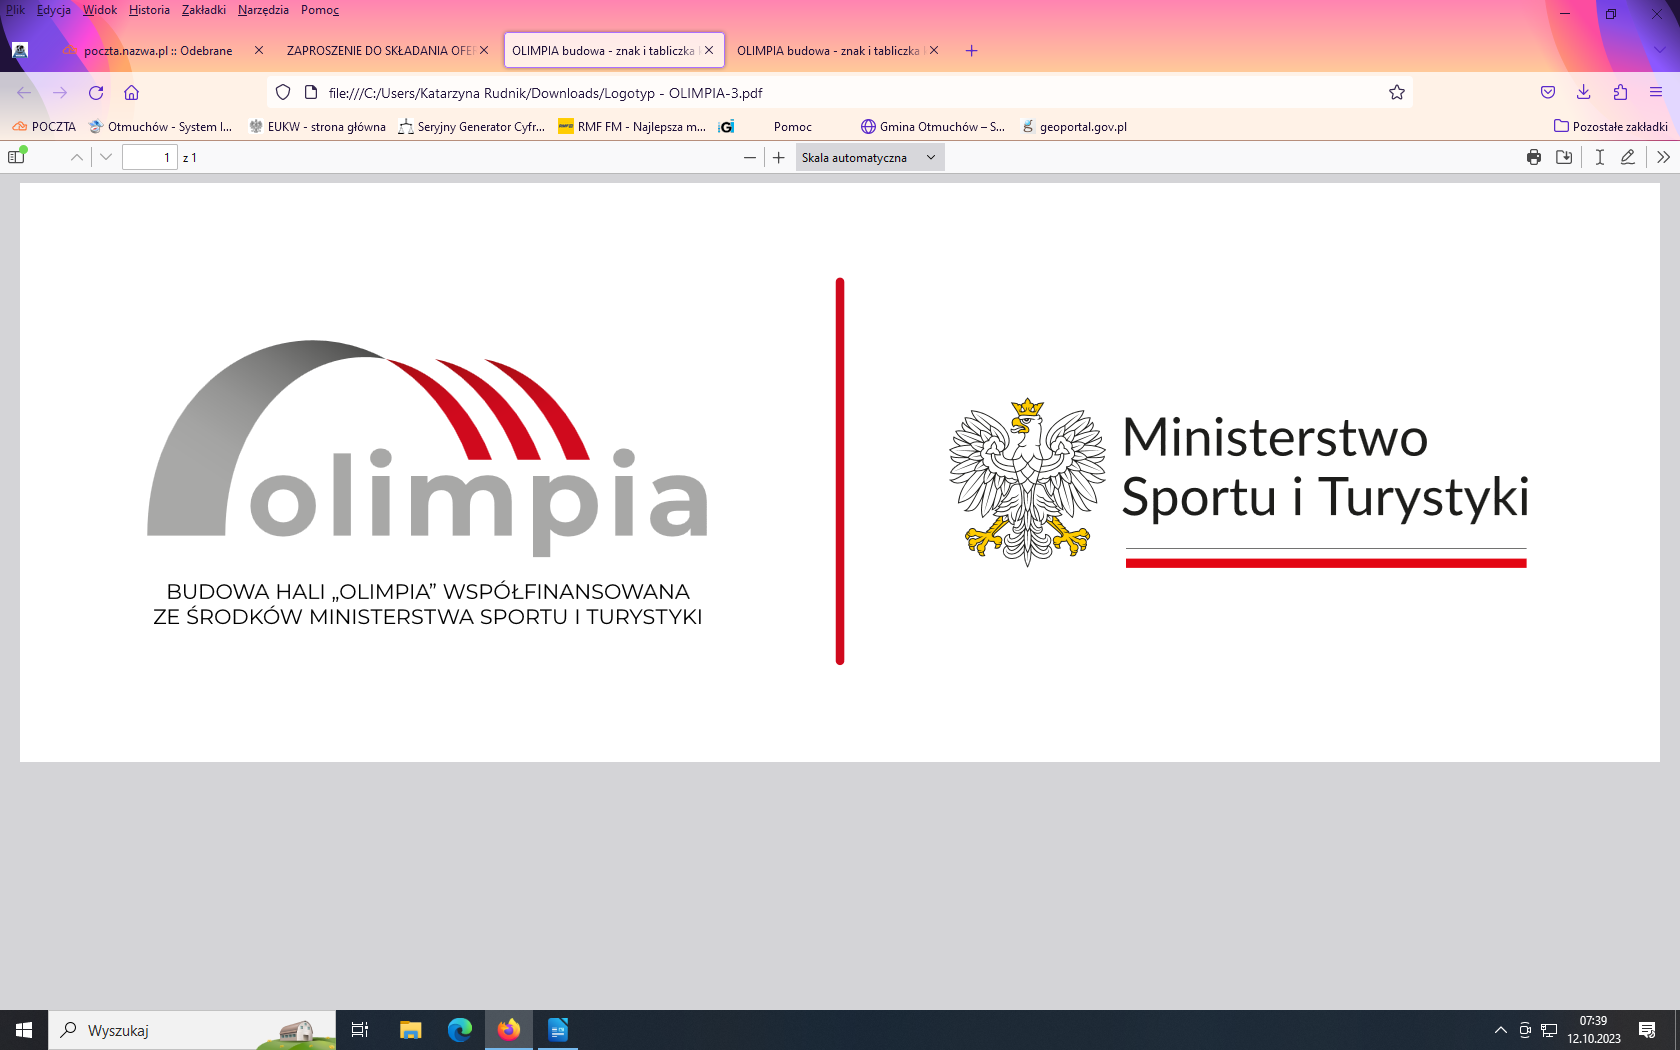 Plik Edycja Widok Historia Zakładki Narzędzia Pomoc
poczta.nazwa.pl :: Odebrane
ZAPROSZENIE DO SKŁADANIA OFE
OLIMPIA budowa - znak i tabliczka
OLIMPIA budowa - znak i tabliczka
file:///C:/Users/Katarzyna Rudnik/Downloads/Logotyp - OLIMPIA-3.pdf
POCZTA
Otmuchów - System I...
EUKW - strona główna
Seryjny Generator Cyfr...
RMF FM - Najlepsza m...
Pomoc
Gmina Otmuchów – S...
geoportal.gov.pl
Pozostałe zakładki
1 z 1
Skala automatyczna
olimpia
BUDOWA HALI „OLIMPIA” WSPÓŁFINANSOWANA
ZE ŚRODKÓW MINISTERSTWA SPORTU I TURYSTYKI
Ministerstwo
Sportu i Turystyki
Wyszukaj
07:39
12.10.2023